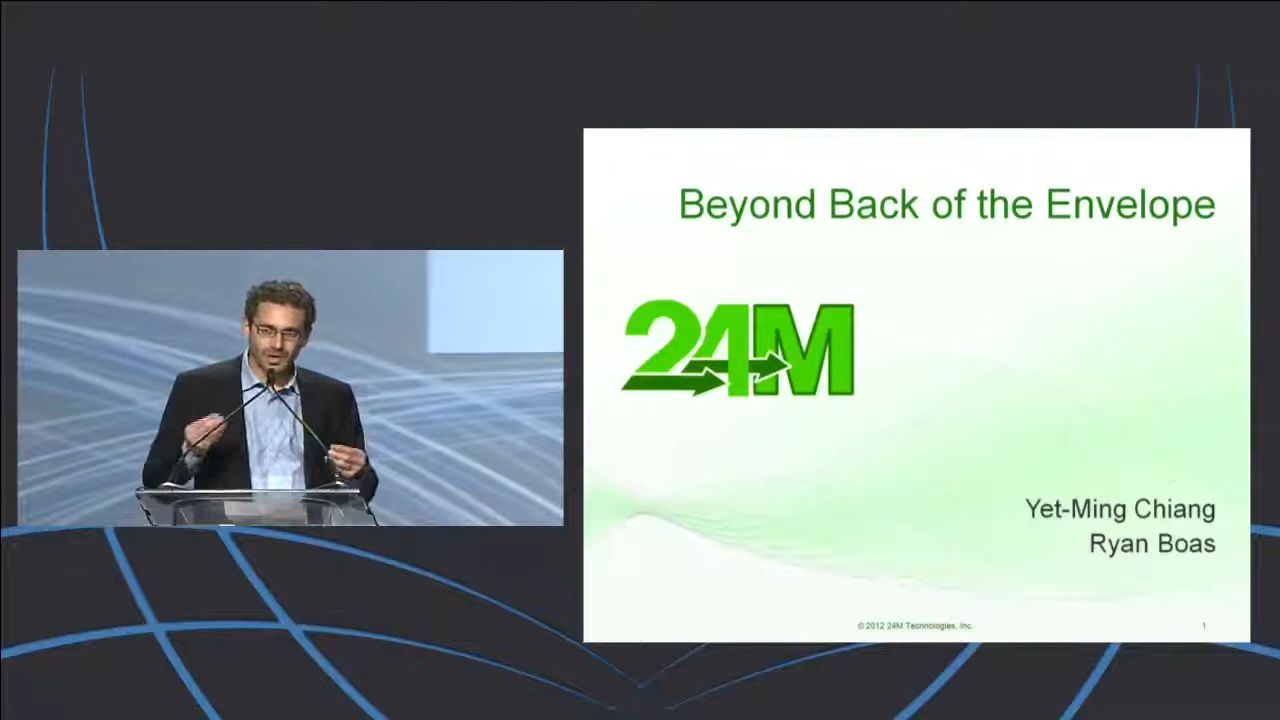 Beyond Back of the Envelope
24M
Yet-Ming Chiang
Ryan Boas
© 2012 24M Technologies, Inc.
1